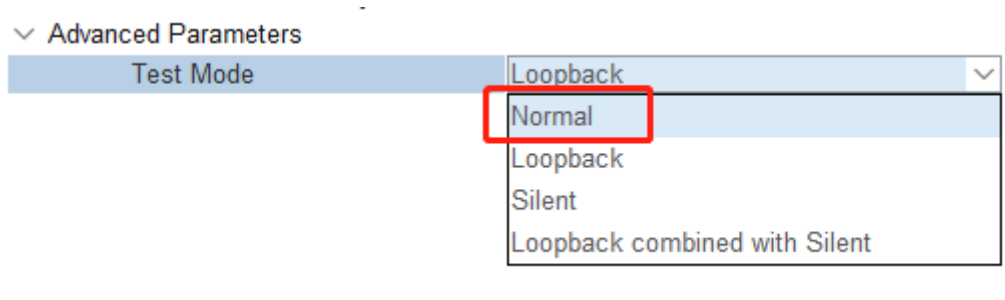 Advanced Parameters
Test Mode Loopback
Normal
Loopback
Silent
Loopback combined with Silent